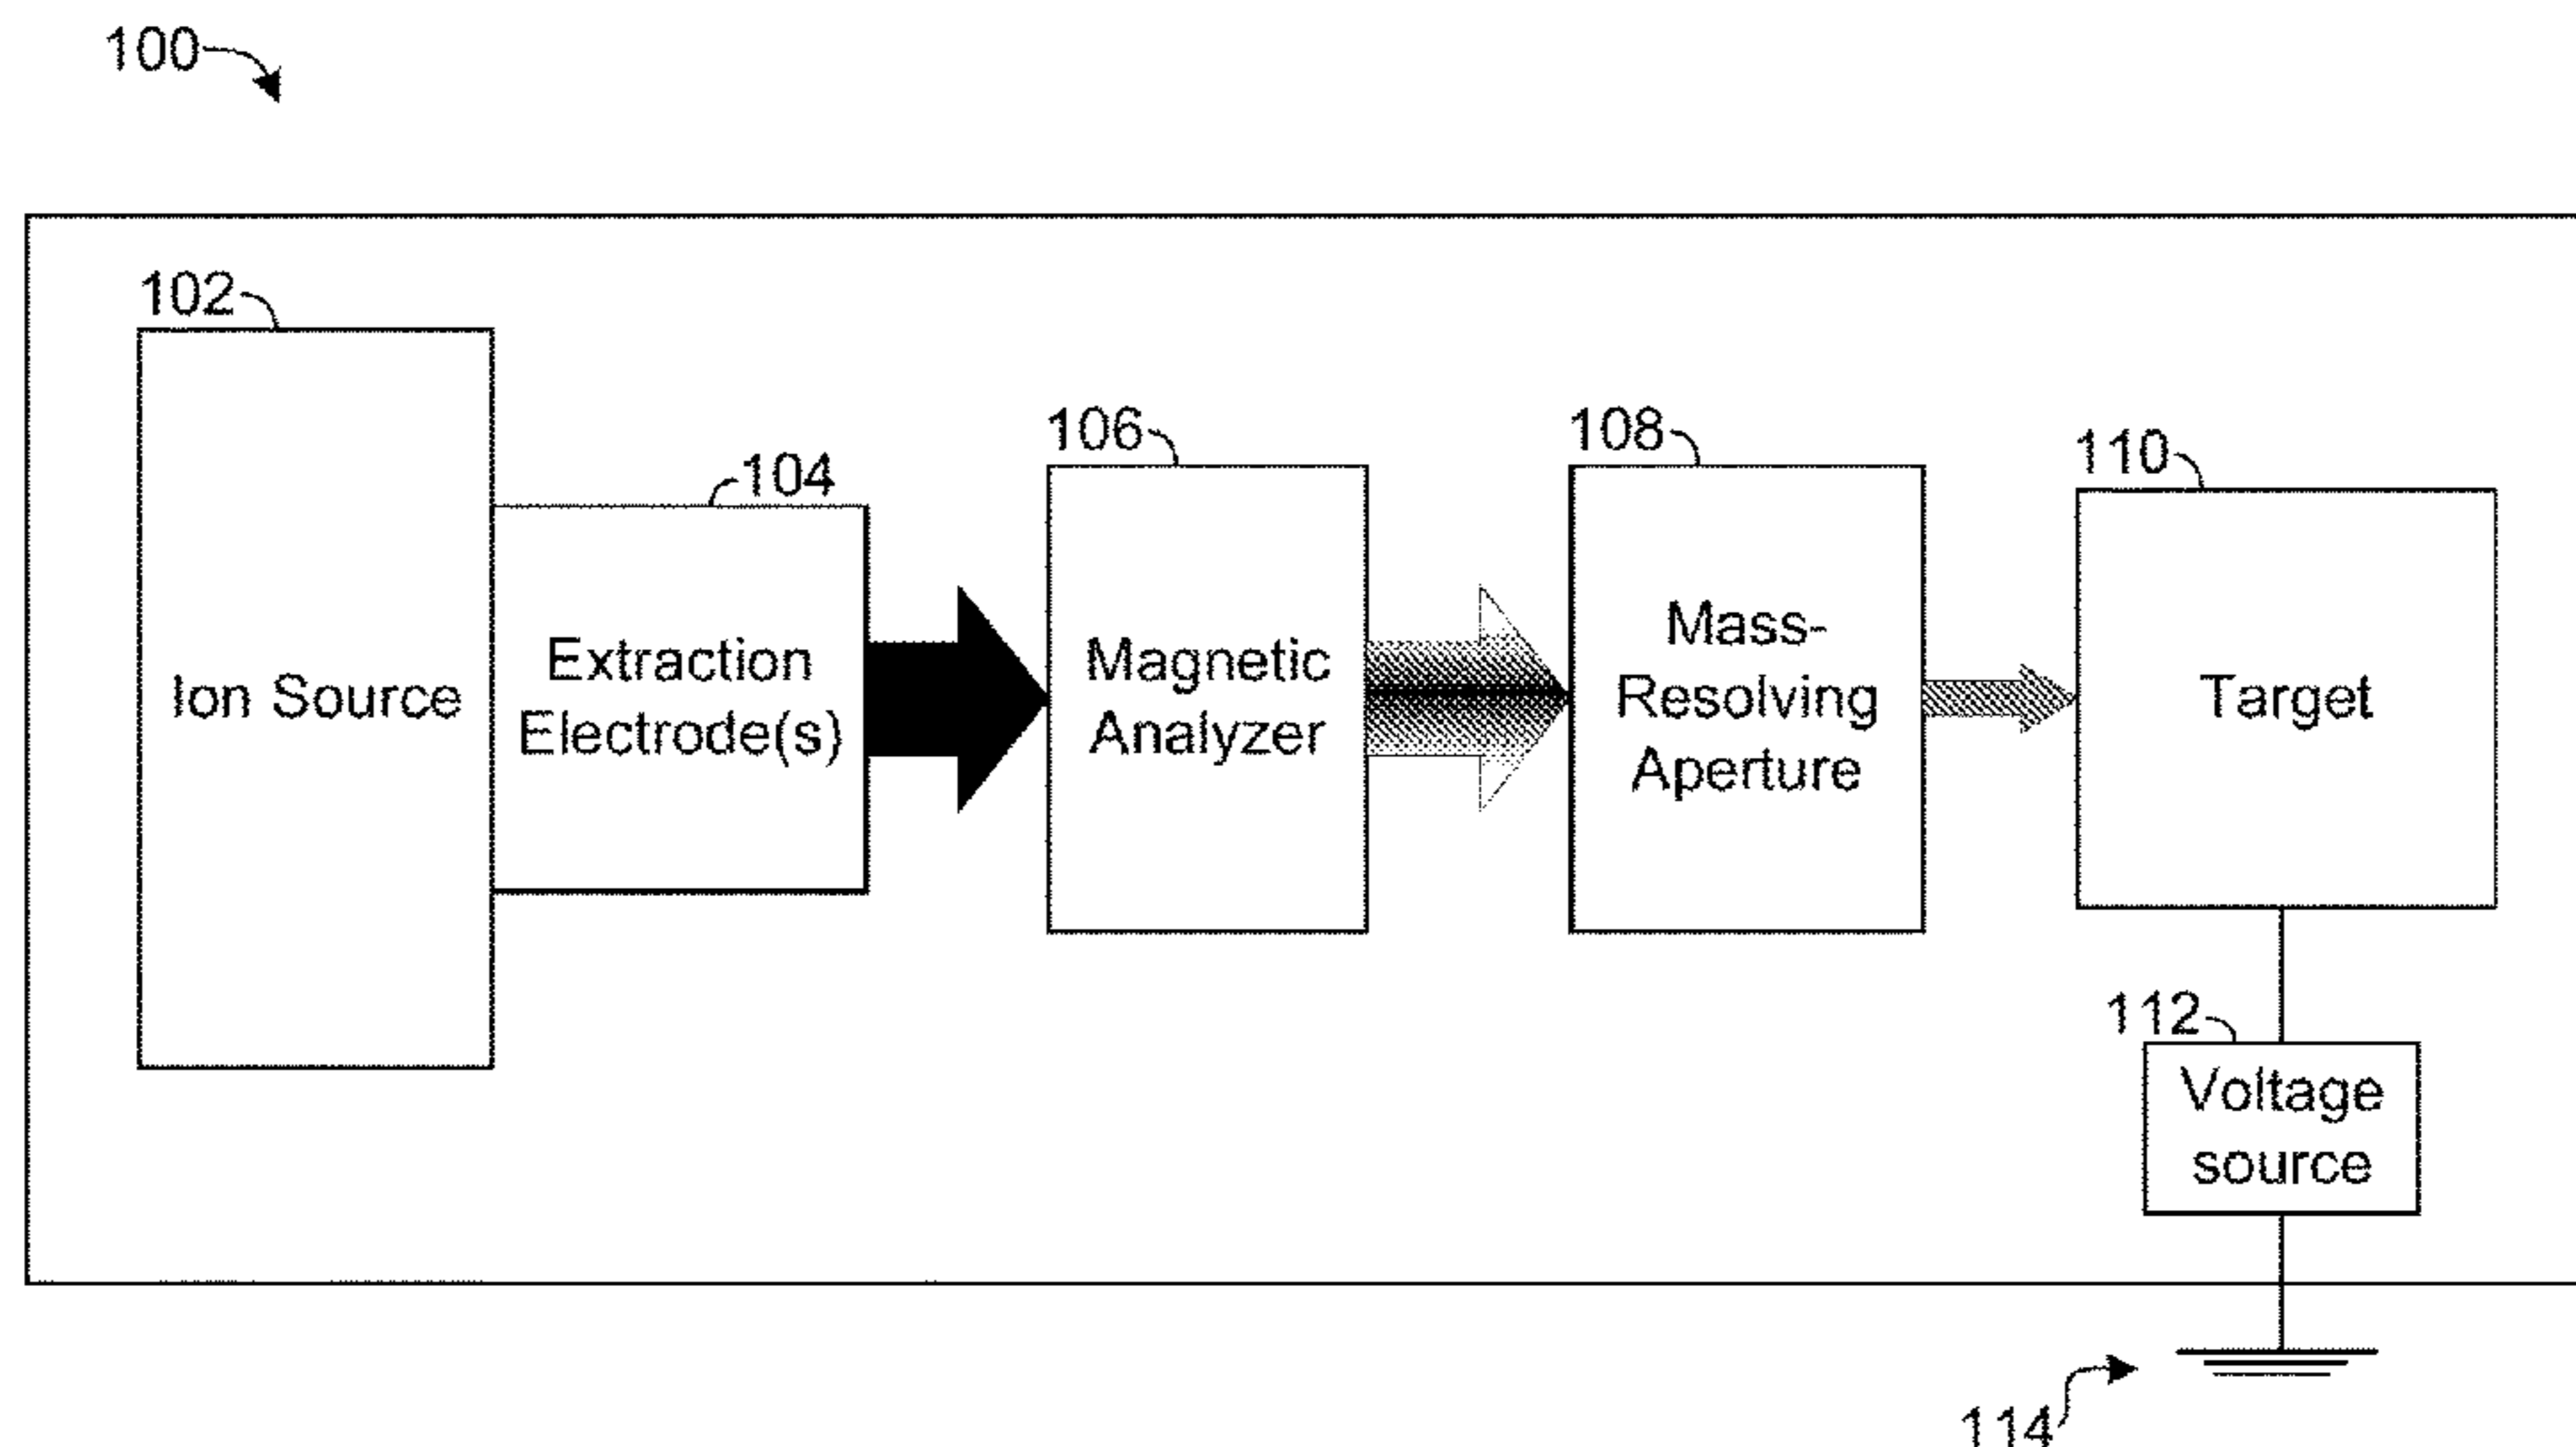 100
102
Ion Source
104
Extraction
Electrode(s)
106
Magnetic
Analyzer
108
Mass-
Resolving
Aperture
110
Target
112
Voltage
source
114